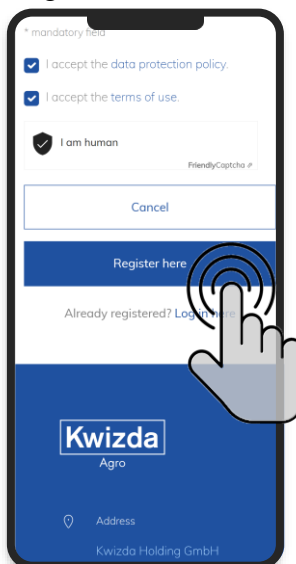 * mandatory field
I accept the data protection policy.
I accept the terms of use.
I am human
FriendlyCaptcha
Cancel
Register here
Already registered? Log in here
Kwizda
Agro
Address
Kwizda Holding GmbH